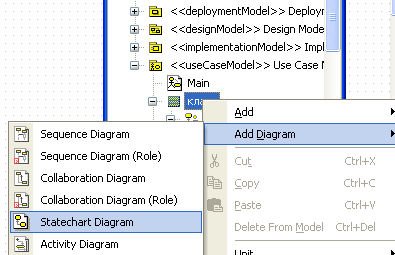 <<deploymentModel>> Deploym
<<designModel>> Design Mode
<<implementationModel>> Impl
<<useCaseModel>> Use Case M
Main
Add
Sequence Diagram
Add Diagram
Sequence Diagram (Role)
Cut Ctrl+X
Collaboration Diagram
Copy Ctrl+C
Collaboration Diagram (Role)
Paste Ctrl+V
Statechart Diagram
Delete From Model Ctrl+Del
Activity Diagram
Unit